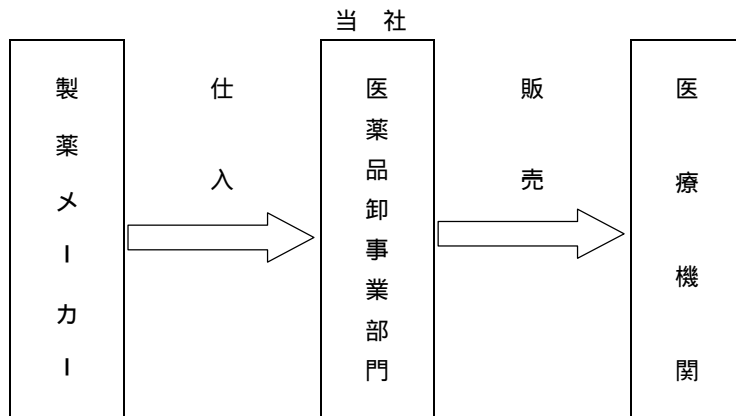 当 社
製薬メーカー
仕入
医薬品卸事業部門
販売
医療機関